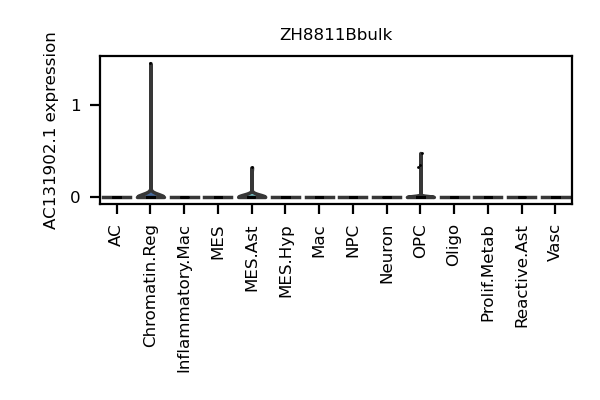 ZH8811Bbulk
AC131902.1 expression
1
0
AC
Chromatin.Reg
Inflammatory.Mac
MES
MES.Ast
MES.Hyp
Mac
NPC
Neuron
OPC
Oligo
Prolif.Metab
Reactive.Ast
Vasc